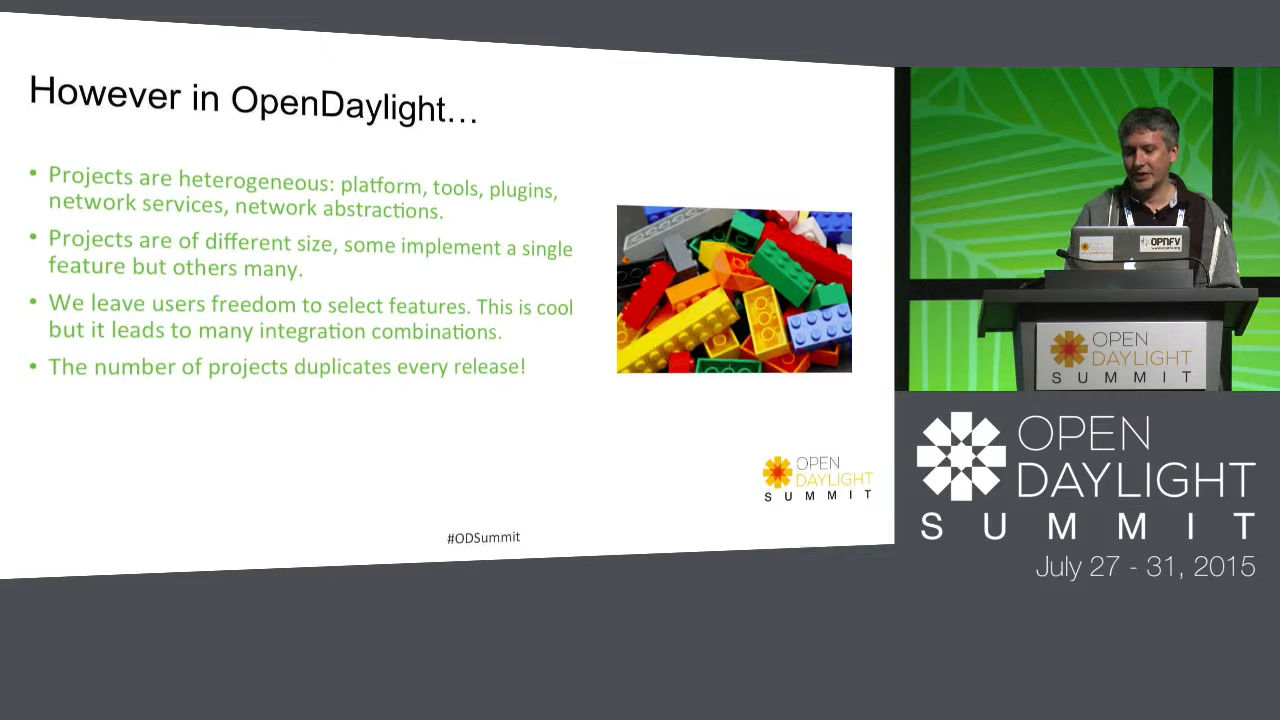 However in OpenDaylight…
• Projects are heterogeneous: platform, tools, plugins,
network services, network abstractions.
• Projects are of different size, some implement a single
feature but others many.
• We leave users freedom to select features. This is cool
but it leads to many integration combinations.
• The number of projects duplicates every release!
OPEN
DAYLIGHT
SUMMIT
#ODSummit
OPNFV
OPEN
DAYLIGHT
SUMMIT
OPEN
DAYLIGHT
SUMMIT
July 27 - 31, 2015